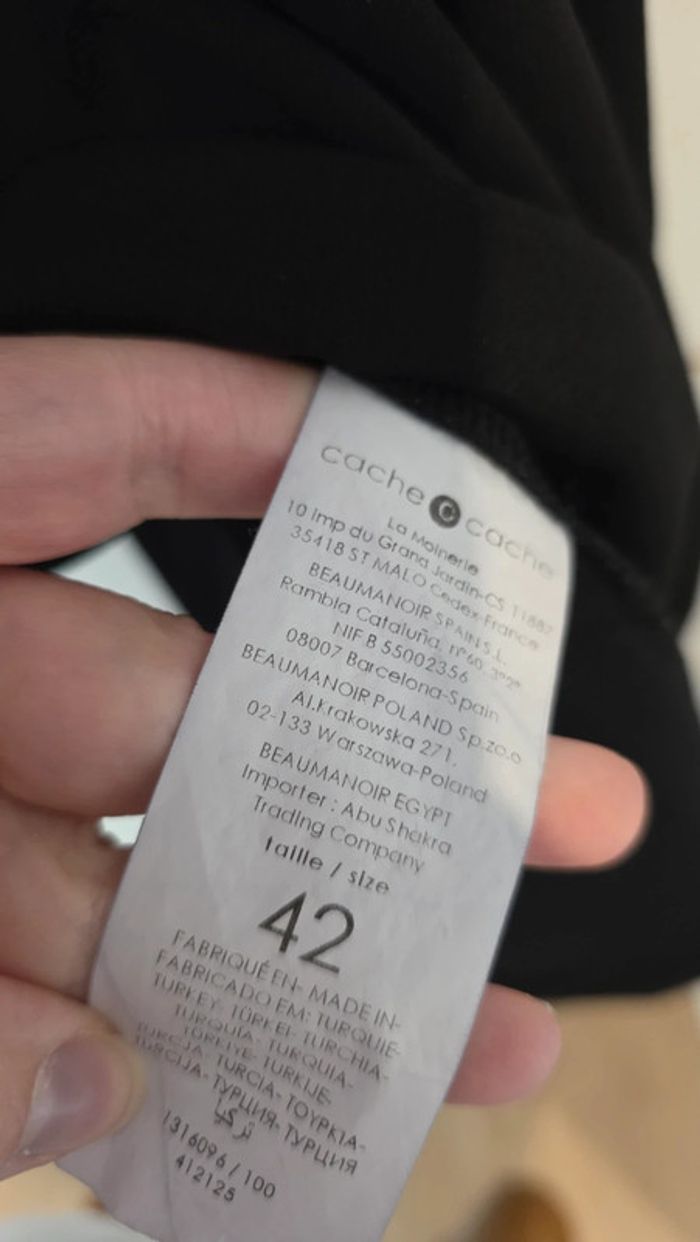 cache c cache
La Moinerie
10 Imp du Grand Jardin-CS 11887
35418 ST MALO Cedex-France
BEAUMANOIR SPAIN S.L.
Rambla Cataluña, nº60, 3º2ª
NIF B 55002356
08007 Barcelona-Spain
BEAUMANOIR POLAND Sp.zo.o
Al.Krakowska 271,
02-133 Warszawa-Poland
BEAUMANOIR EGYPT
Importer : Abu Shakra
Trading Company
taille / size
42
FABRIQUÉ EN- MADE IN-
FABRICADO EM: TURQUIE-
TURKEY- TÜRKEI- TURCHIA-
TURQUÍA- TURQUIA-
TÜRKIYE- TURKIJE-
TURCJA- TURCIA- ΤΟΥΡΚΙΑ-
TURCIJA- ТУРЦИЯ- ТУРЦИЯ
تركيا
1316096 / 100
412125